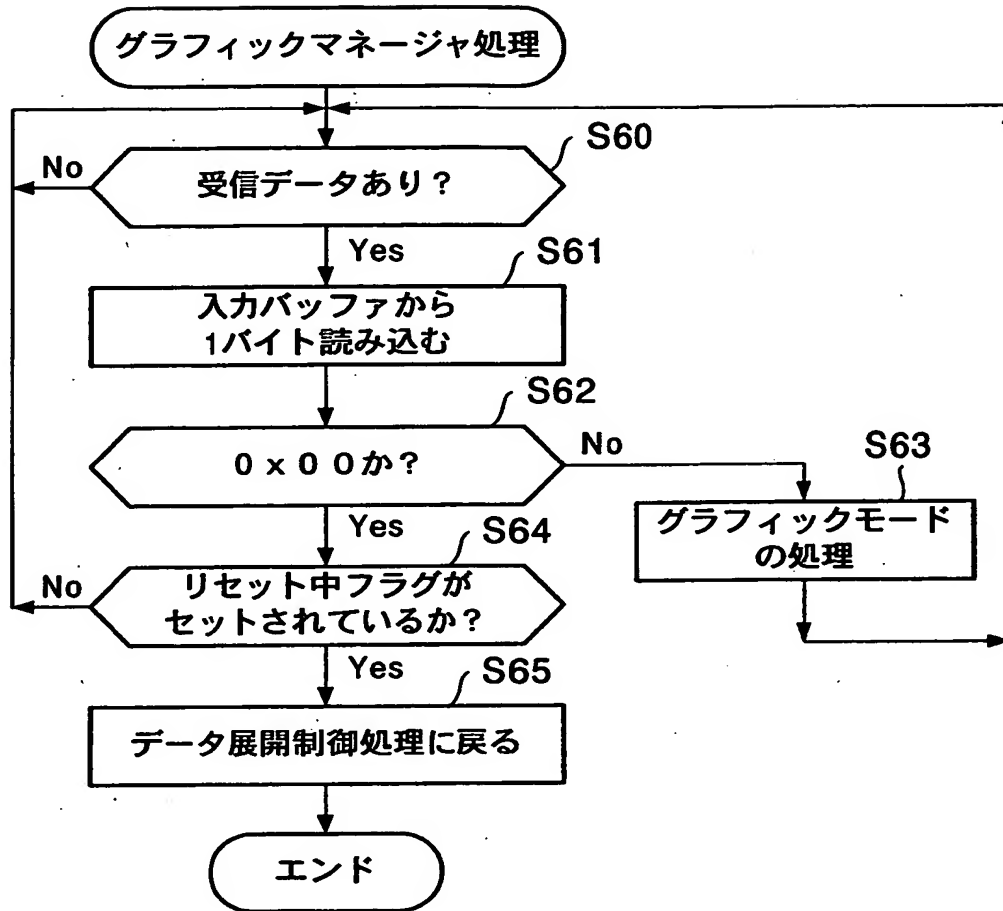 グラフィックマネージャ処理
S60
No
受信データあり?
Yes
S61
入力バッファから
1バイト読み込む
S62
0x00か?
No
S63
グラフィックモード
の処理
Yes
S64
No
リセット中フラグが
セットされているか?
Yes
S65
データ展開制御処理に戻る
エンド